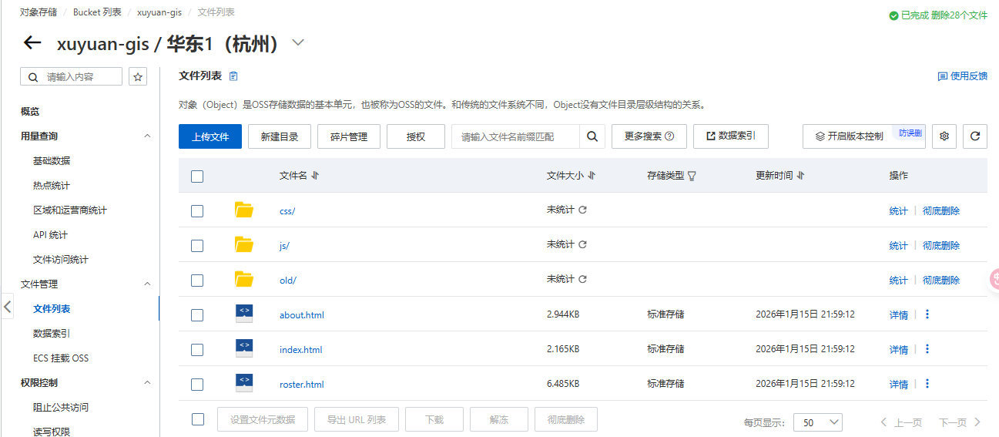 对象存储 / Bucket 列表 / xuyuan-gis / 文件列表
已完成 删除28个文件
xuyuan-gis / 华东1（杭州）
请输入内容
概览
用量查询
基础数据
热点统计
区域和运营商统计
API 统计
文件访问统计
文件管理
文件列表
数据索引
ECS 挂载 OSS
权限控制
阻止公共访问
读写权限
文件列表
使用反馈
对象（Object）是OSS存储数据的基本单元，也被称为OSS的文件。和传统的文件系统不同，Object没有文件目录层级结构的关系。
上传文件 新建目录 碎片管理 授权 请输入文件名前缀匹配 更多搜索 数据索引 开启版本控制 防误删
文件名 文件大小 存储类型 更新时间 操作
css/ 未统计 统计 | 彻底删除
js/ 未统计 统计 | 彻底删除
old/ 未统计 统计 | 彻底删除
about.html 2.944KB 标准存储 2026年1月15日 21:59:12 详情 |
index.html 2.165KB 标准存储 2026年1月15日 21:59:12 详情 |
roster.html 6.485KB 标准存储 2026年1月15日 21:59:12 详情 |
设置文件元数据 导出 URL 列表 下载 解冻 彻底删除
每页显示： 50 上一页 下一页